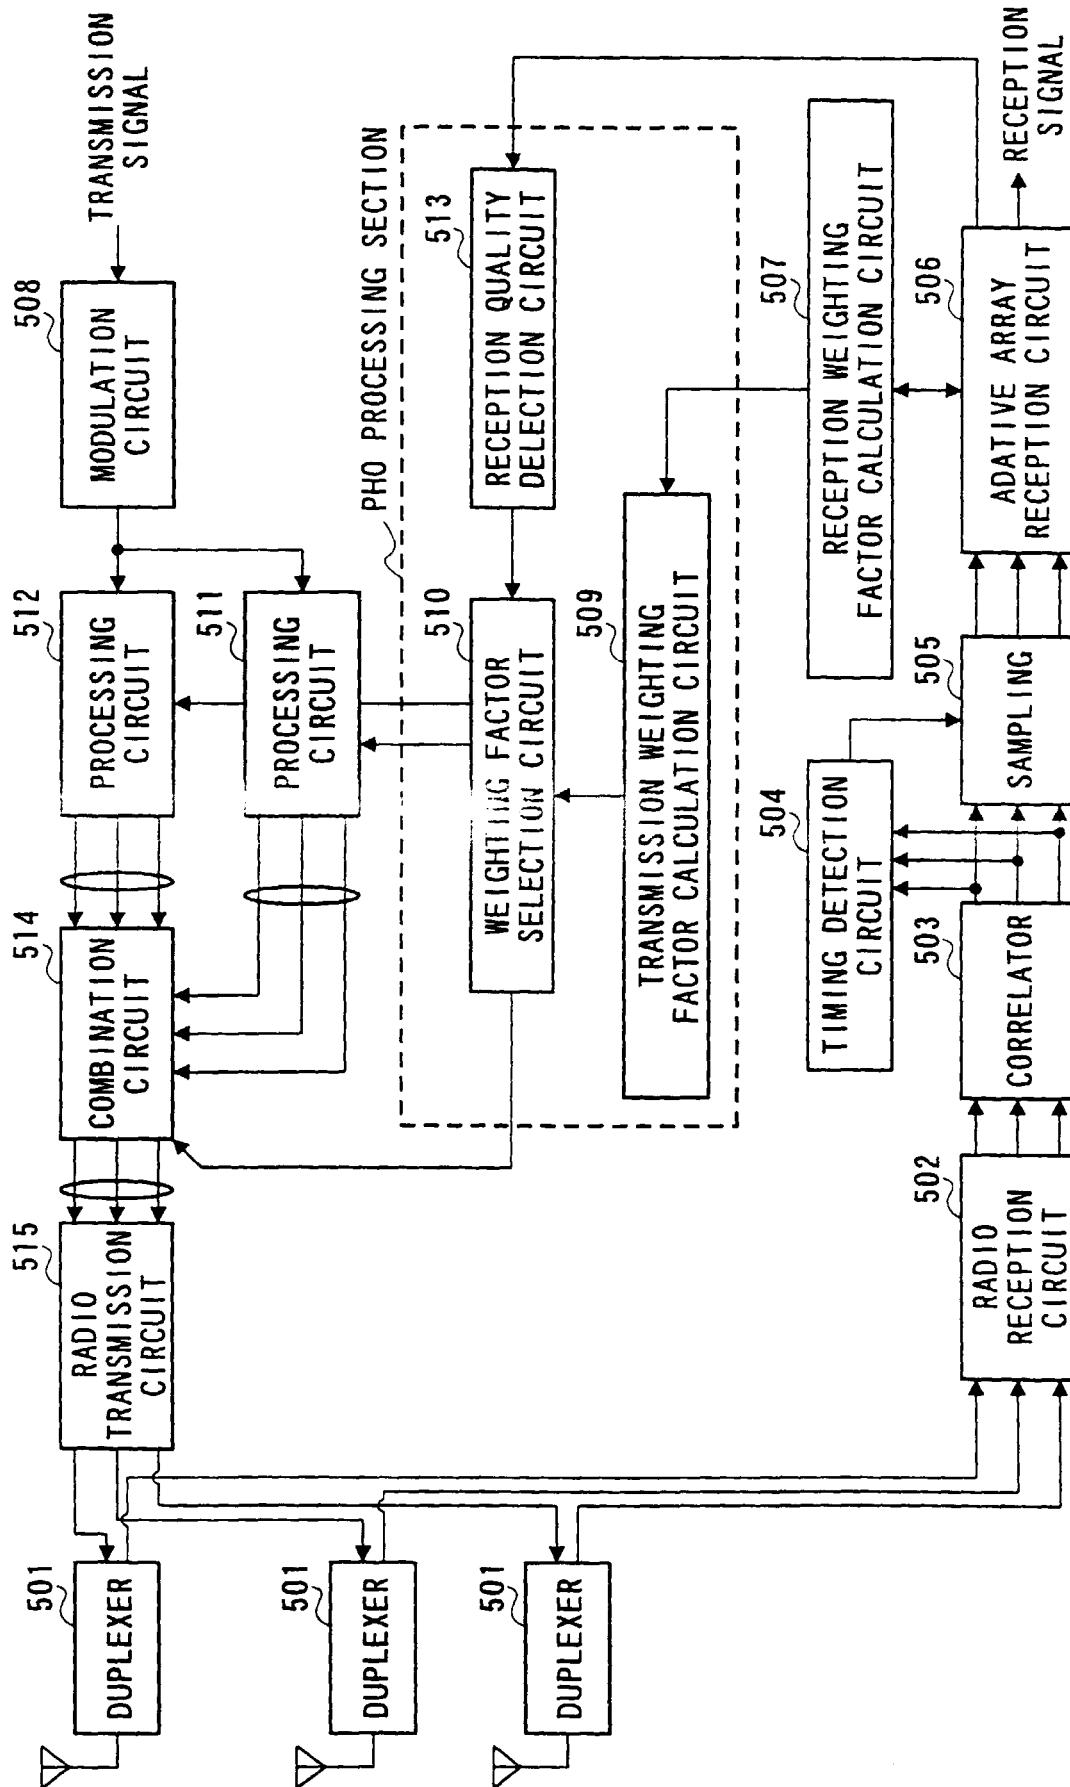 501
DUPLEXER
501
DUPLEXER
501
DUPLEXER
515
RADIO
TRANSMISSION
CIRCUIT
514
COMBINATION
CIRCUIT
512
PROCESSING
CIRCUIT
511
PROCESSING
CIRCUIT
508
MODULATION
CIRCUIT
TRANSMISSION
SIGNAL
PHO PROCESSING SECTION
510
WEIGHTING FACTOR
SELECTION CIRCUIT
513
RECEPTION QUALITY
DELECTION CIRCUIT
509
TRANSMISSION WEIGHTING
FACTOR CALCULATION CIRCUIT
507
RECEPTION WEIGHTING
FACTOR CALCULATION CIRCUIT
504
TIMING DETECTION
CIRCUIT
502
RADIO
RECEPTION
CIRCUIT
503
CORRELATOR
505
SAMPLING
506
ADATIVE ARRAY
RECEPTION CIRCUIT
RECEPTION
SIGNAL